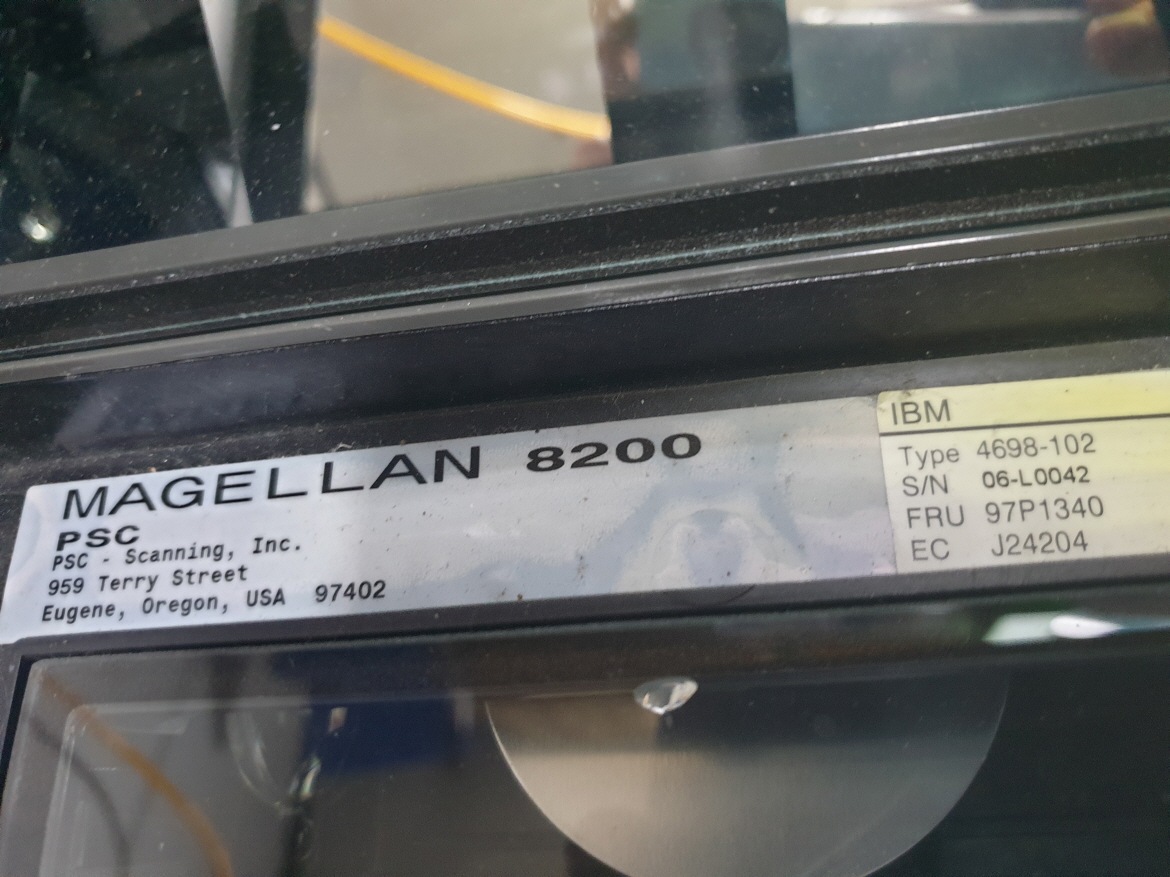 MAGELLAN 8200
PSC
PSC - Scanning, Inc.
959 Terry Street
Eugene, Oregon, USA 97402
IBM
Type 4698-102
S/N 06-L0042
FRU 97P1340
EC J24204